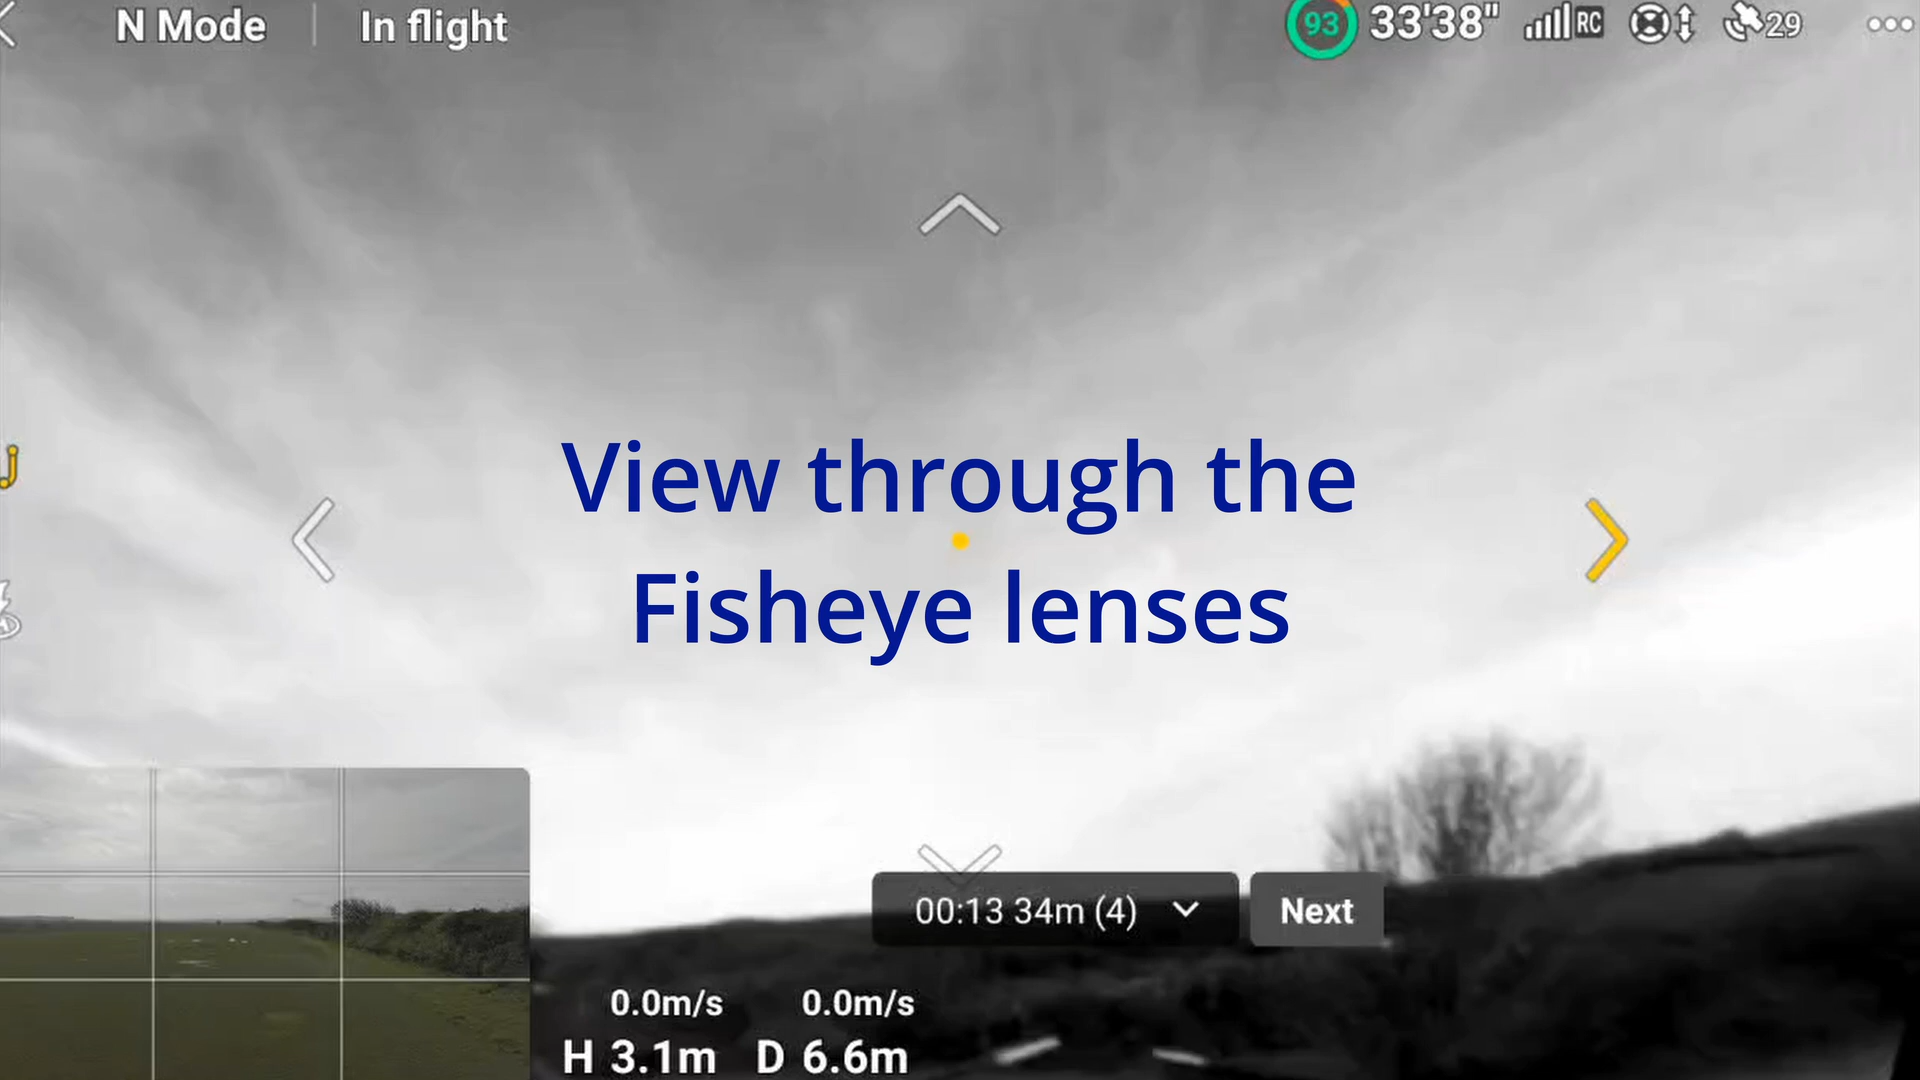 N Mode
In flight
93
33'38"
RC
29
View through the
Fisheye lenses
00:13 34m (4)
Next
0.0m/s 0.0m/s
H 3.1m D 6.6m